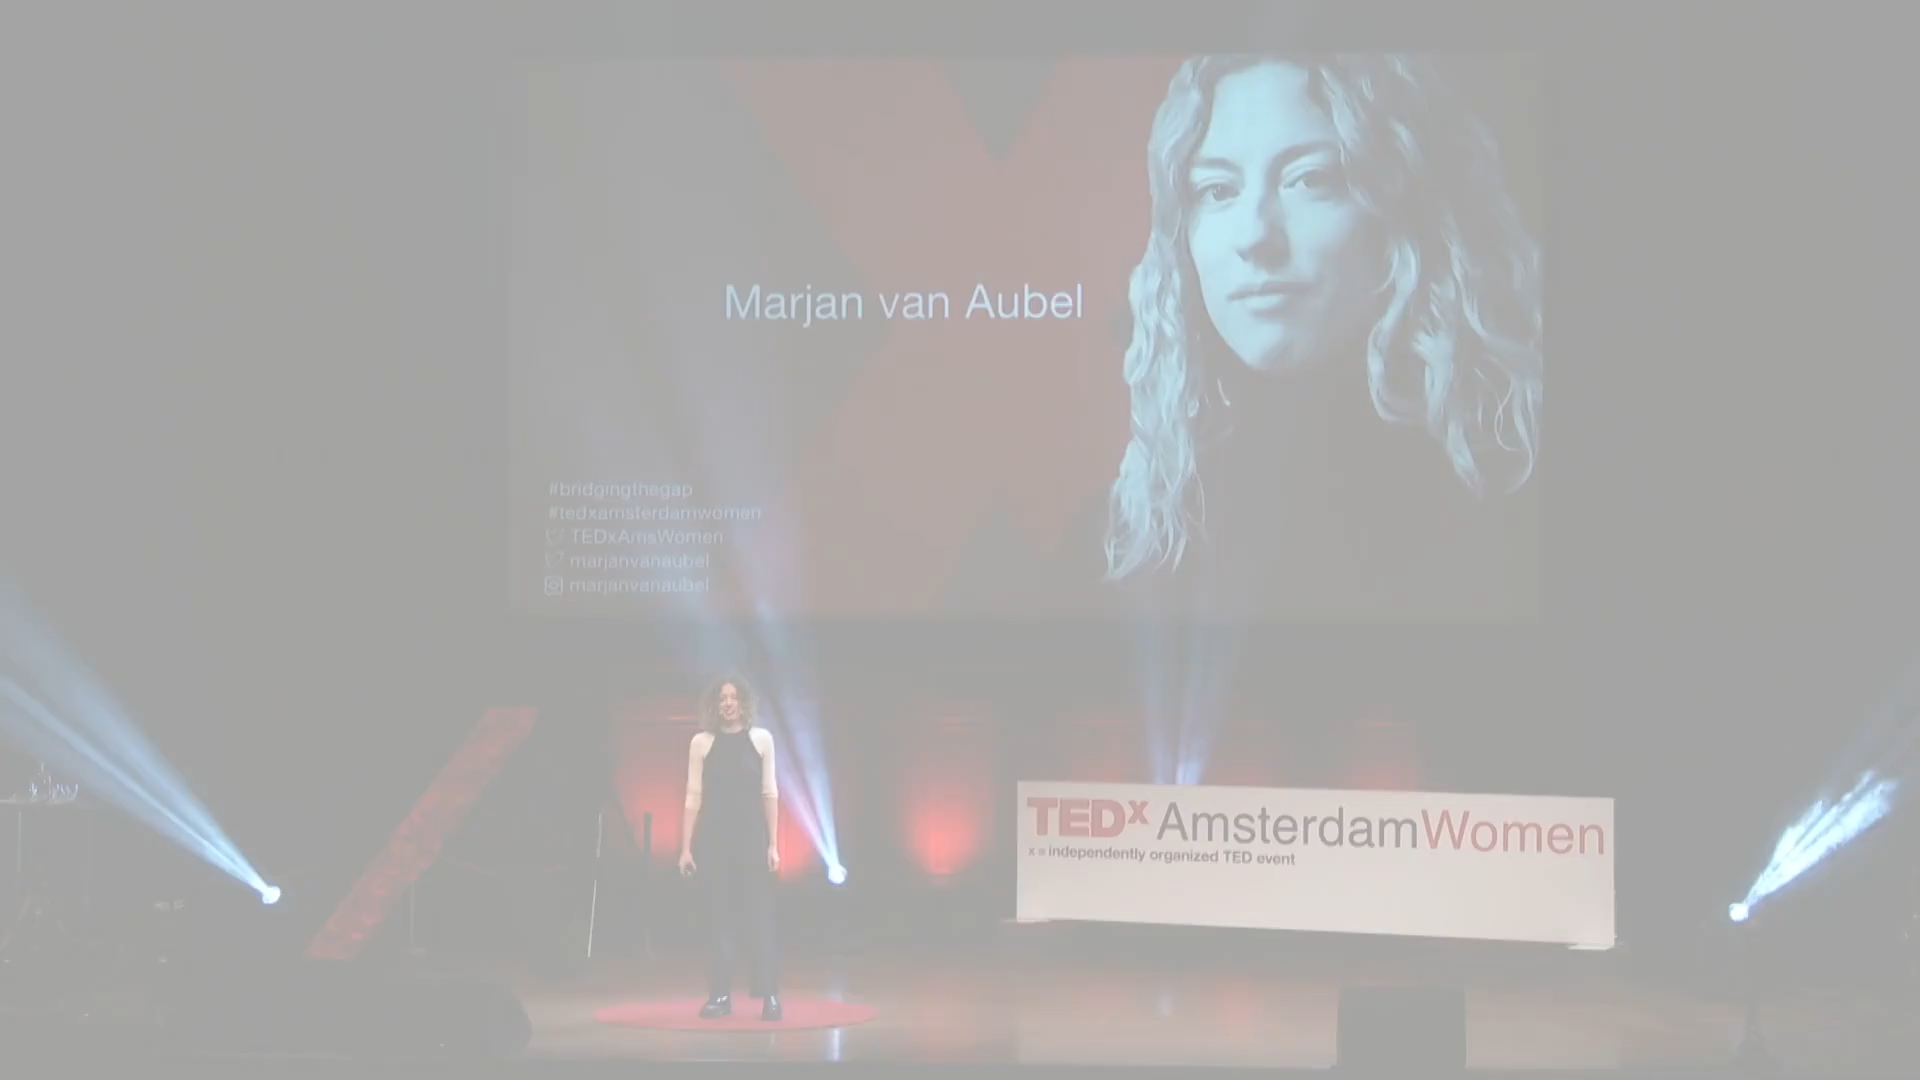 Marjan van Aubel
#bridgingthegap
#tedxamsterdamwomen
TEDxAmsWomen
marjanvanaubel
marjanvanaubel
TEDx AmsterdamWomen
x = independently organized TED event